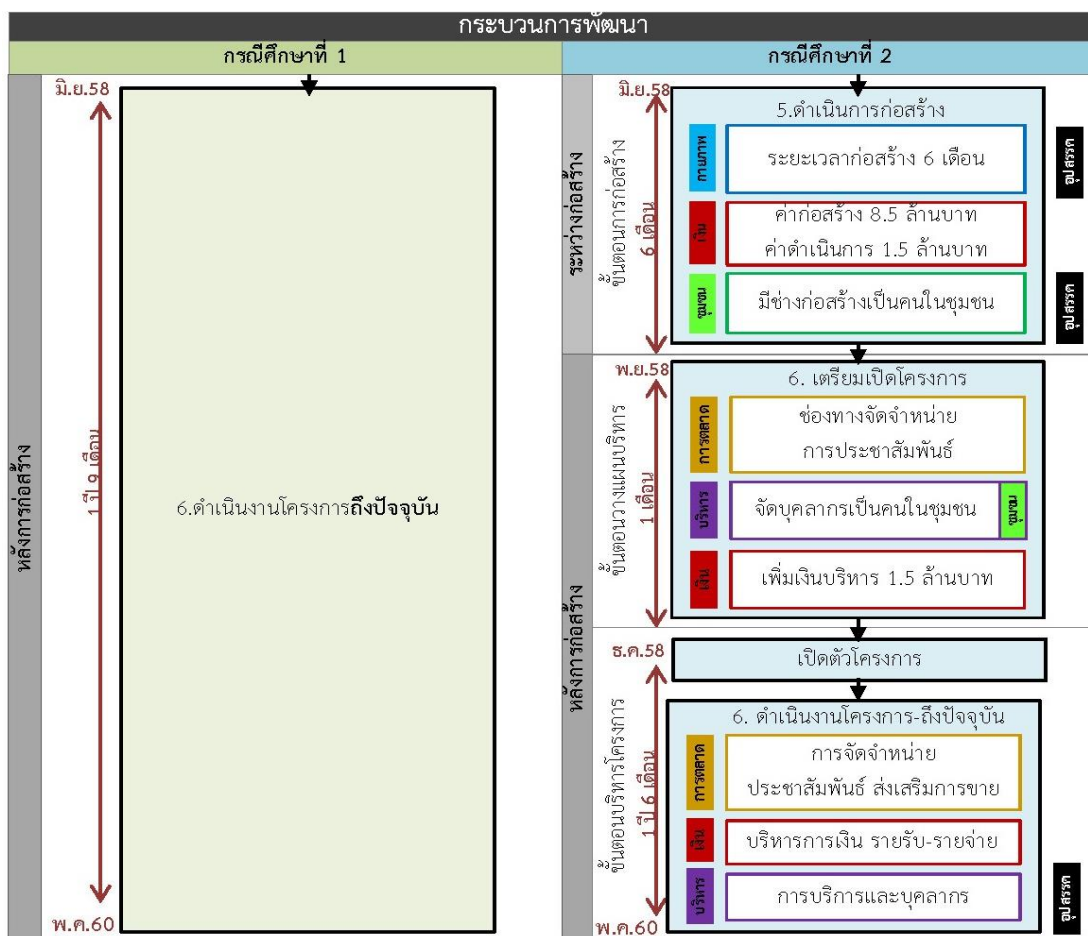 กระบวนการพัฒนา
กรณีศึกษาที่ 1
กรณีศึกษาที่ 2
หลังการก่อสร้าง
มิ.ย.58
1 ปี 9 เดือน
พ.ค.60
6.ดำเนินงานโครงการถึงปัจจุบัน
ระหว่างก่อสร้าง
ขั้นตอนการก่อสร้าง
มิ.ย.58
6 เดือน
5.ดำเนินการก่อสร้าง
กายภาพ
ระยะเวลาก่อสร้าง 6 เดือน
อุปสรรค
เงิน
ค่าก่อสร้าง 8.5 ล้านบาท
ค่าดำเนินการ 1.5 ล้านบาท
ชุมชน
มีช่างก่อสร้างเป็นคนในชุมชน
อุปสรรค
หลังการก่อสร้าง
ขั้นตอนวางแผนบริหาร
พ.ย.58
1 เดือน
6. เตรียมเปิดโครงการ
การตลาด
ช่องทางจัดจำหน่าย
การประชาสัมพันธ์
บริหาร
จัดบุคลากรเป็นคนในชุมชน
ชุมชน
เงิน
เพิ่มเงินบริหาร 1.5 ล้านบาท
ธ.ค.58
เปิดตัวโครงการ
ขั้นตอนบริหารโครงการ
1 ปี 6 เดือน
6. ดำเนินงานโครงการ-ถึงปัจจุบัน
การตลาด
การจัดจำหน่าย
ประชาสัมพันธ์ ส่งเสริมการขาย
เงิน
บริหารการเงิน รายรับ-รายจ่าย
บริหาร
การบริการและบุคลากร
อุปสรรค
พ.ค.60